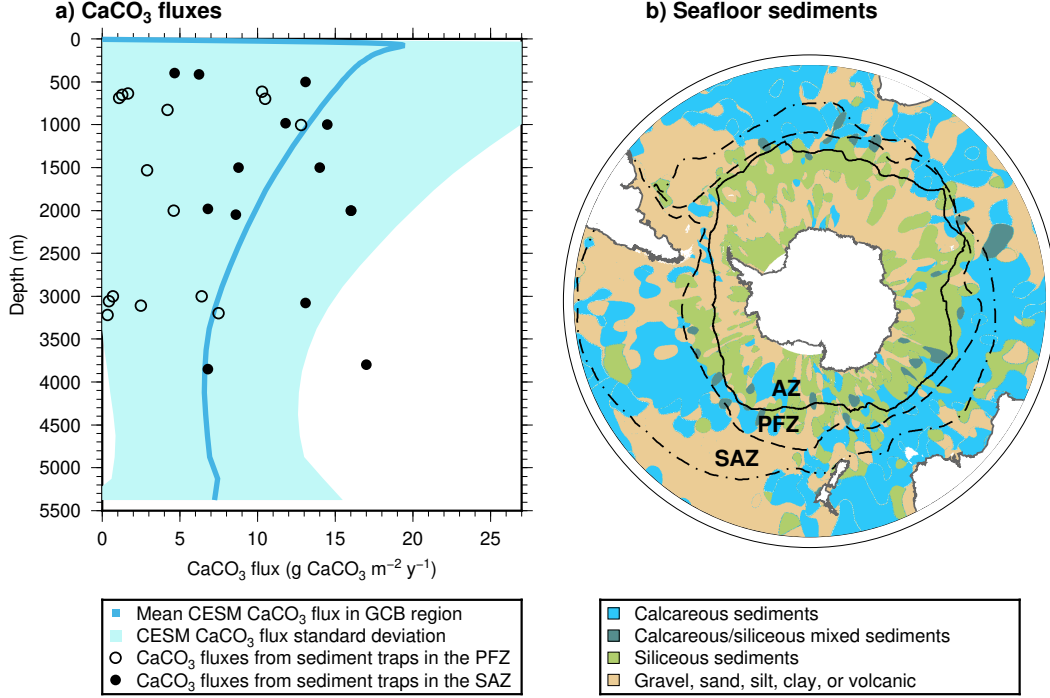 a) CaCO₃ fluxes
0
500
1000
1500
2000
2500
3000
3500
4000
4500
5000
5500
Depth (m)
0 5 10 15 20 25
CaCO₃ flux (g CaCO₃ m⁻² y⁻¹)
Mean CESM CaCO₃ flux in GCB region
CESM CaCO₃ flux standard deviation
CaCO₃ fluxes from sediment traps in the PFZ
CaCO₃ fluxes from sediment traps in the SAZ
b) Seafloor sediments
AZ
PFZ
SAZ
Calcareous sediments
Calcareous/siliceous mixed sediments
Siliceous sediments
Gravel, sand, silt, clay, or volcanic